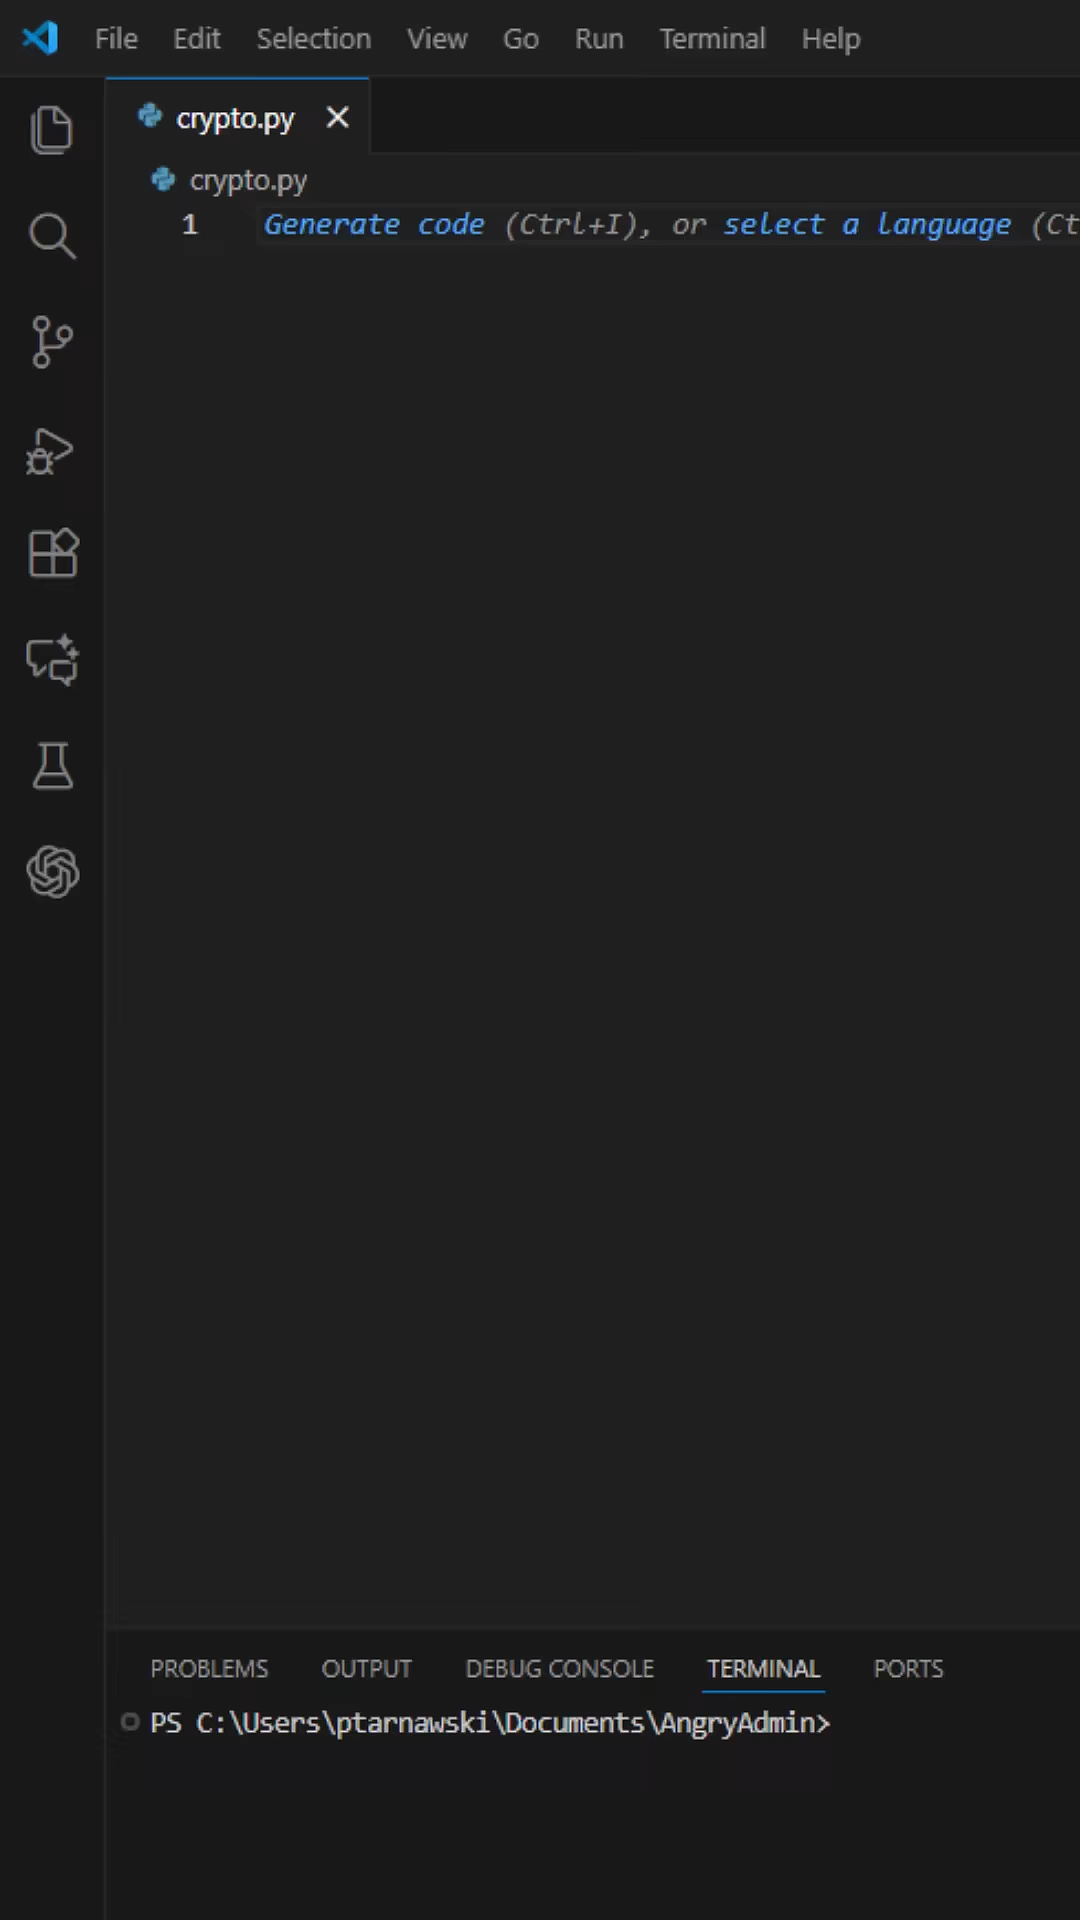 File Edit Selection View Go Run Terminal Help
crypto.py
crypto.py
1 Generate code (Ctrl+I), or select a language (Ct
PROBLEMS OUTPUT DEBUG CONSOLE TERMINAL PORTS
PS C:\Users\ptarnawski\Documents\AngryAdmin>